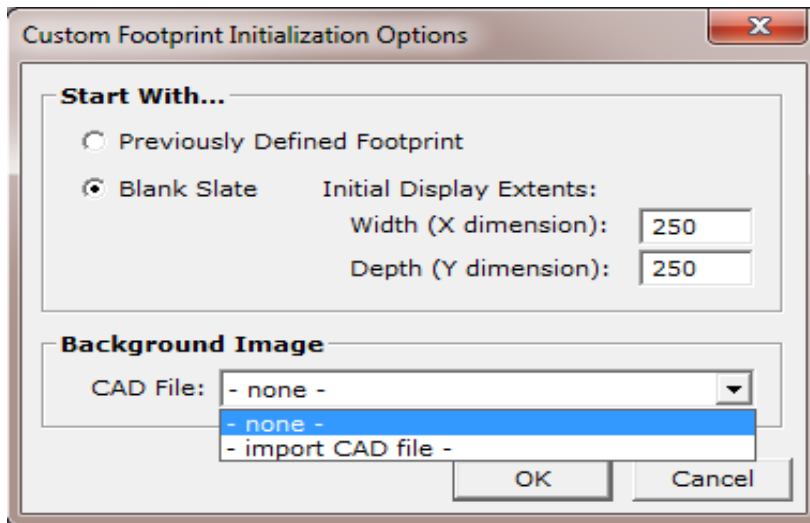 Custom Footprint Initialization Options
X
Start With...
Previously Defined Footprint
Blank Slate Initial Display Extents:
Width (X dimension): 250
Depth (Y dimension): 250
Background Image
CAD File: - none -
- none -
- import CAD file -
OK Cancel